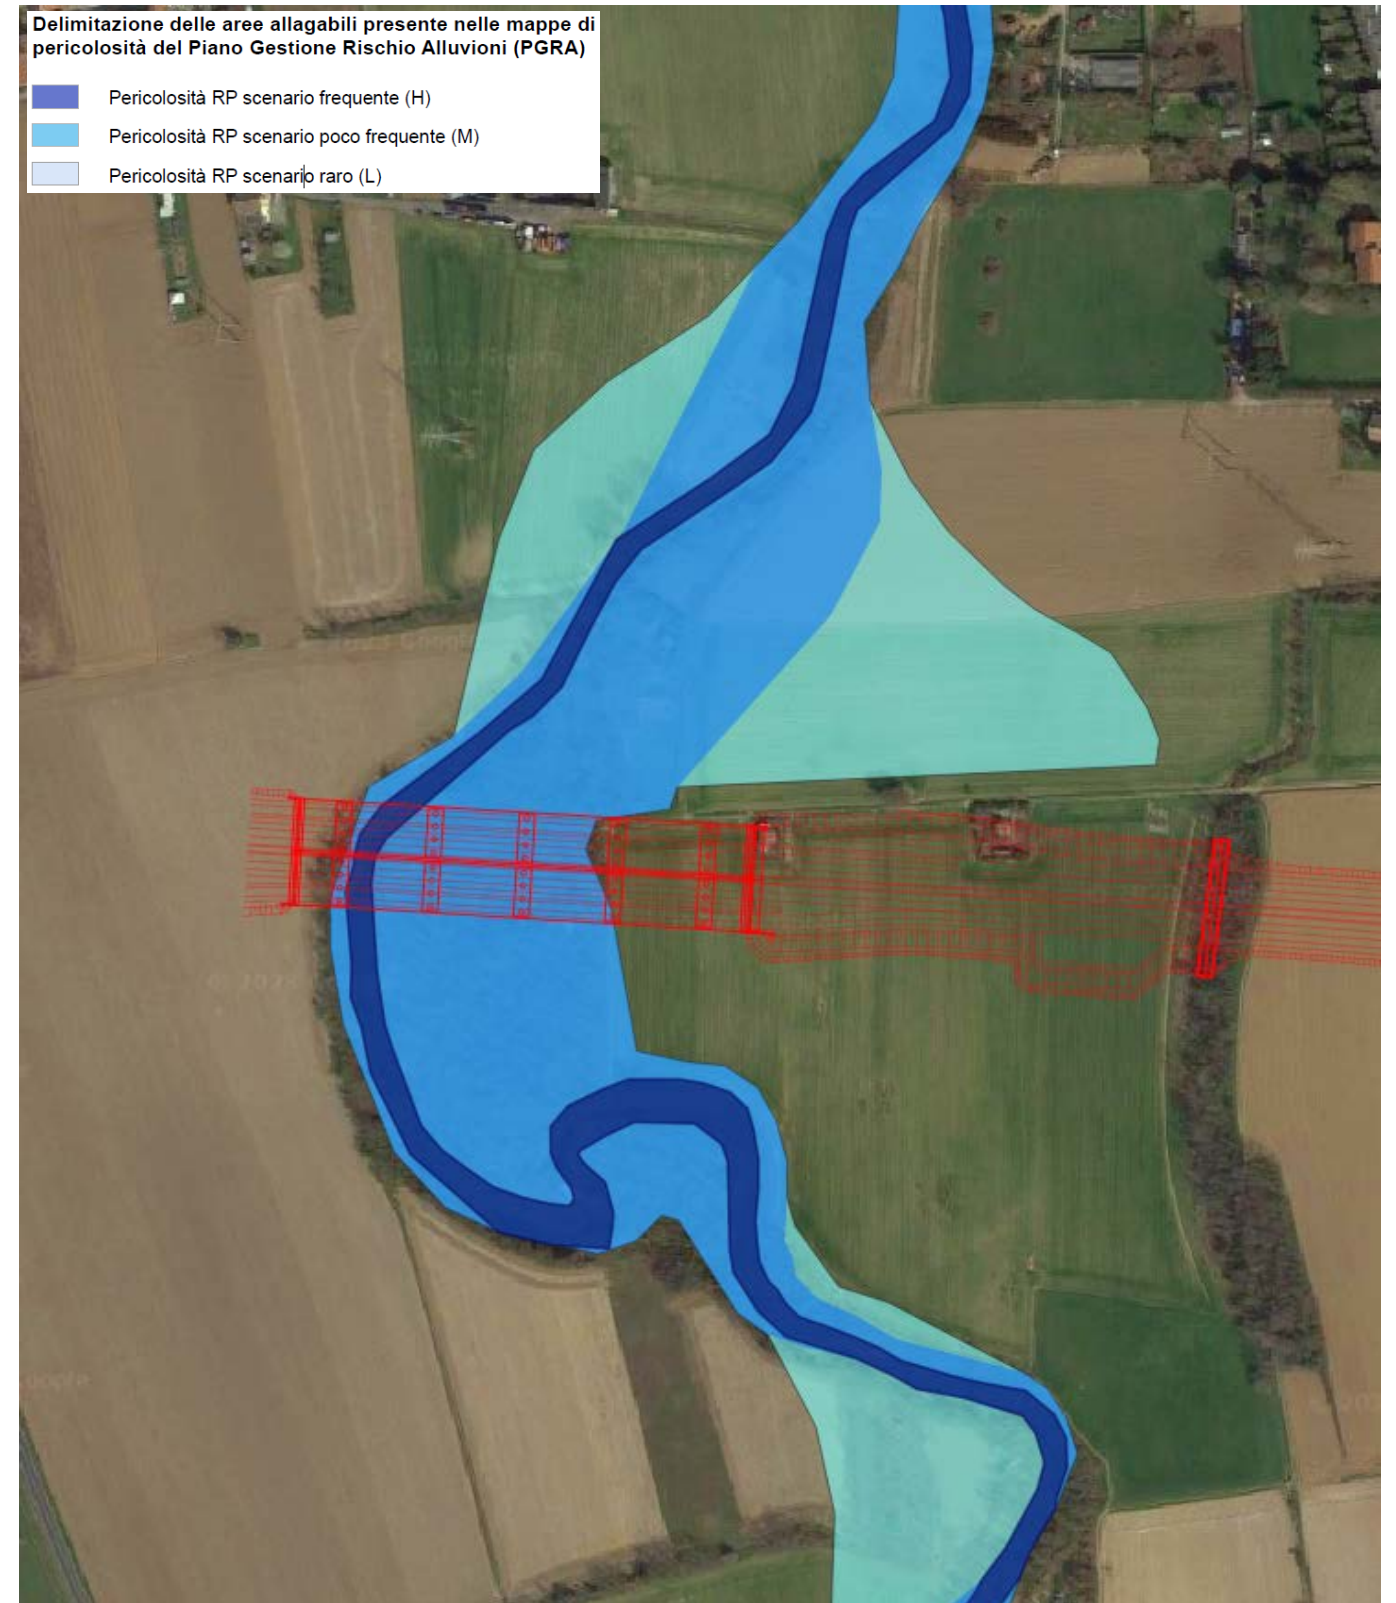 Delimitazione delle aree allagabili presente nelle mappe di
pericolosità del Piano Gestione Rischio Alluvioni (PGRA)
Pericolosità RP scenario frequente (H)
Pericolosità RP scenario poco frequente (M)
Pericolosità RP scenario raro (L)